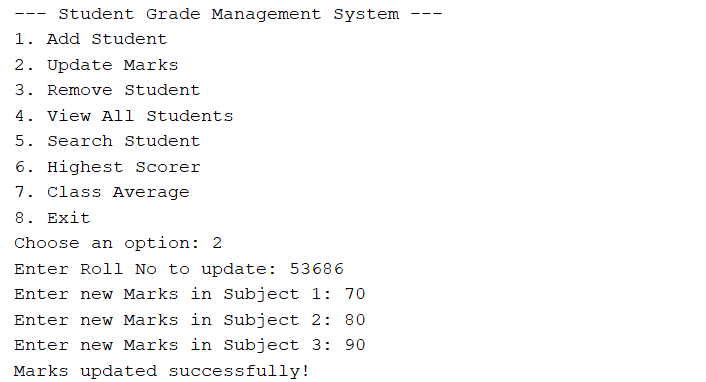 --- Student Grade Management System ---
1. Add Student
2. Update Marks
3. Remove Student
4. View All Students
5. Search Student
6. Highest Scorer
7. Class Average
8. Exit
Choose an option: 2
Enter Roll No to update: 53686
Enter new Marks in Subject 1: 70
Enter new Marks in Subject 2: 80
Enter new Marks in Subject 3: 90
Marks updated successfully!